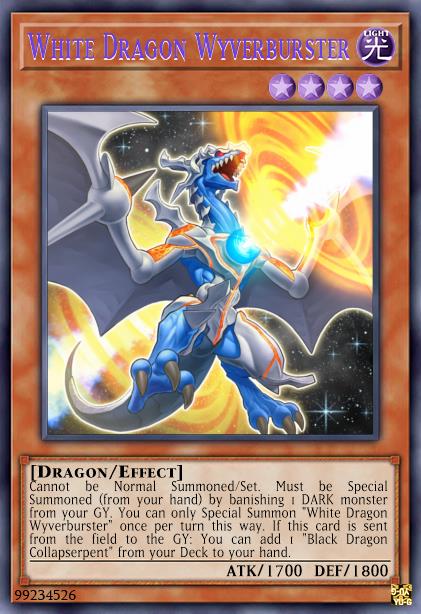 White Dragon Wyverburster
LIGHT
光
[Dragon/Effect]
Cannot be Normal Summoned/Set. Must be Special
Summoned (from your hand) by banishing 1 DARK monster
from your GY. You can only Special Summon "White Dragon
Wyverburster" once per turn this way. If this card is sent
from the field to the GY: You can add 1 "Black Dragon
Collapserpent" from your Deck to your hand.
ATK/1700 DEF/1800
99234526